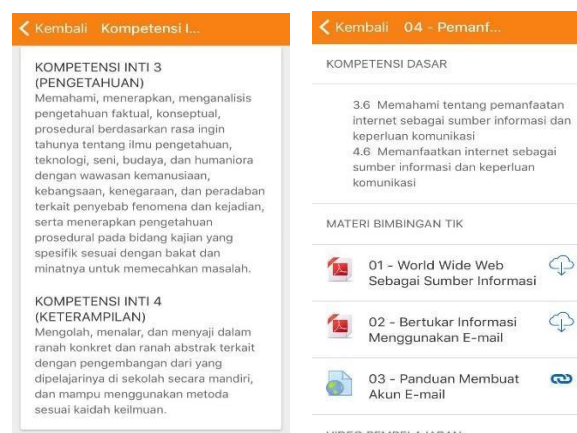 Kembali Kompetensi I...
KOMPETENSI INTI 3
(PENGETAHUAN)
Memahami, menerapkan, menganalisis
pengetahuan faktual, konseptual,
prosedural berdasarkan rasa ingin
tahunya tentang ilmu pengetahuan,
teknologi, seni, budaya, dan humaniora
dengan wawasan kemanusiaan,
kebangsaan, kenegaraan, dan peradaban
terkait penyebab fenomena dan kejadian,
serta menerapkan pengetahuan
prosedural pada bidang kajian yang
spesifik sesuai dengan bakat dan
minatnya untuk memecahkan masalah.
KOMPETENSI INTI 4
(KETERAMPILAN)
Mengolah, menalar, dan menyaji dalam
ranah konkret dan ranah abstrak terkait
dengan pengembangan dari yang
dipelajarinya di sekolah secara mandiri,
dan mampu menggunakan metoda
sesuai kaidah keilmuan.
Kembali 04 - Pemanf...
KOMPETENSI DASAR
3.6 Memahami tentang pemanfaatan
internet sebagai sumber informasi dan
keperluan komunikasi
4.6 Memanfaatkan internet sebagai
sumber informasi dan keperluan
komunikasi
MATERI BIMBINGAN TIK
01 - World Wide Web
Sebagai Sumber Informasi
02 - Bertukar Informasi
Menggunakan E-mail
03 - Panduan Membuat
Akun E-mail
VIDEO PEMBELAJARAN